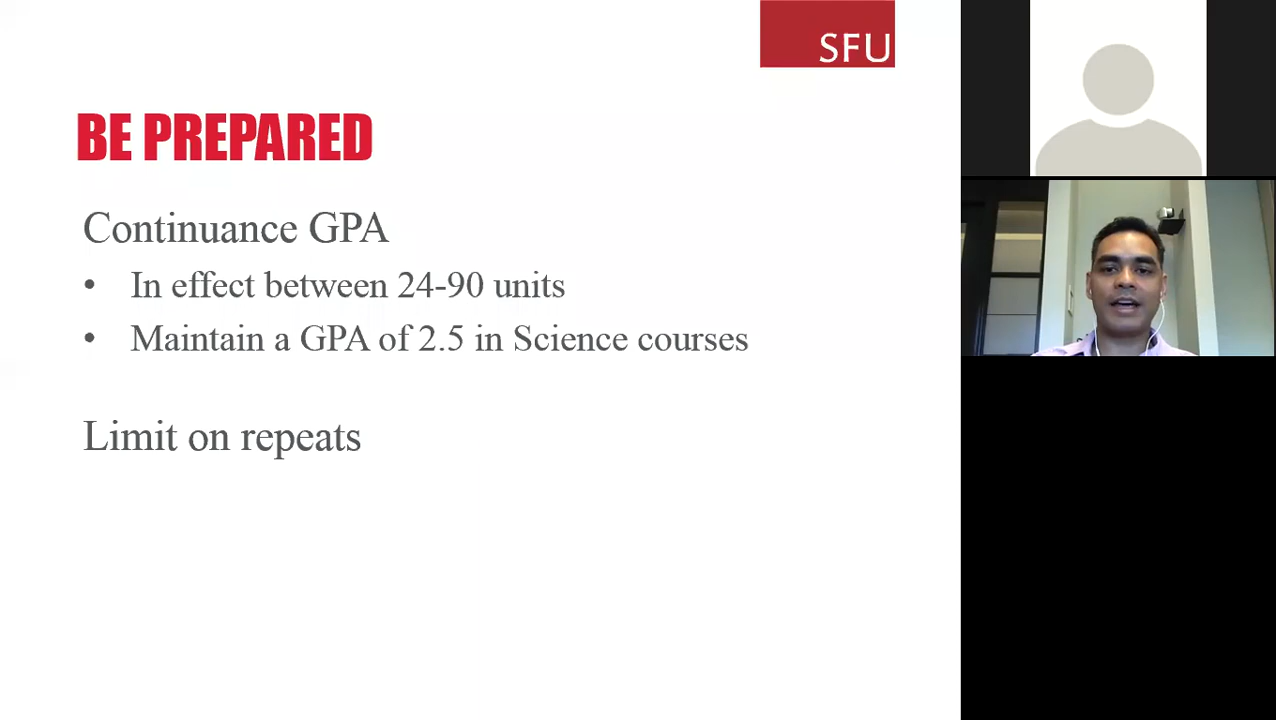 SFU
BE PREPARED
Continuance GPA
• In effect between 24-90 units
• Maintain a GPA of 2.5 in Science courses
Limit on repeats